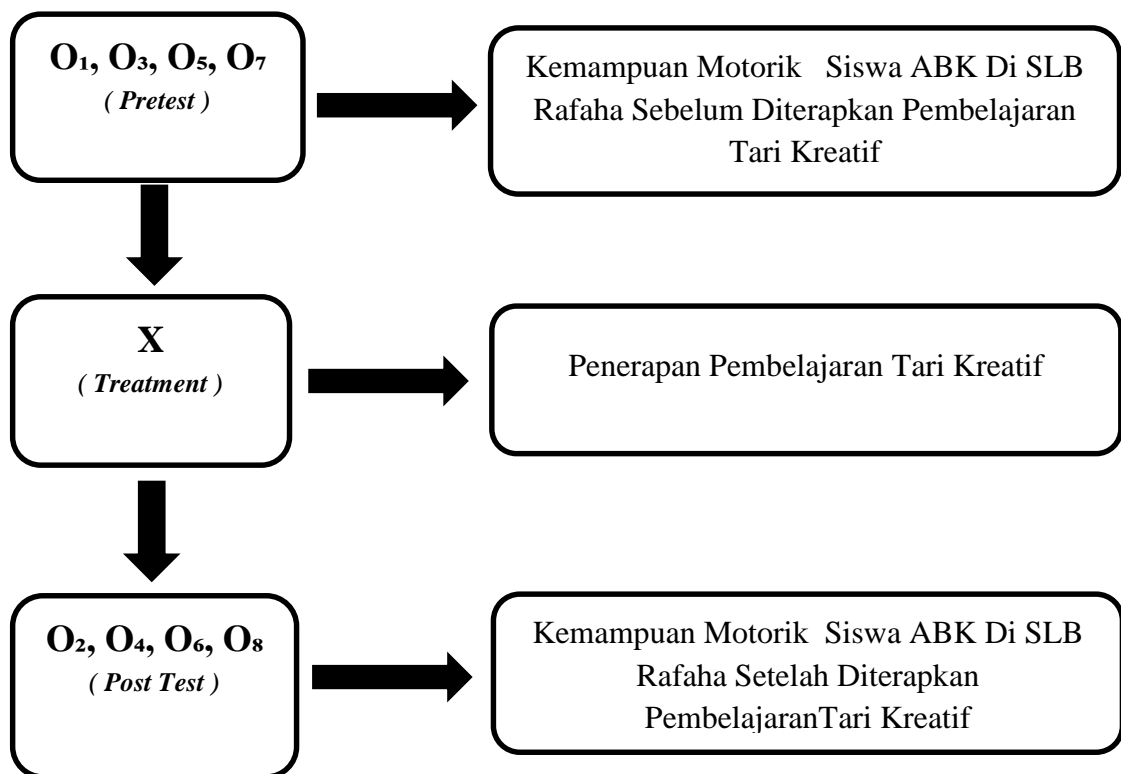 O₁, O₃, O₅, O₇
( Pretest )
Kemampuan Motorik Siswa ABK Di SLB
Rafaha Sebelum Diterapkan Pembelajaran
Tari Kreatif
X
( Treatment )
Penerapan Pembelajaran Tari Kreatif
O₂, O₄, O₆, O₈
( Post Test )
Kemampuan Motorik Siswa ABK Di SLB
Rafaha Setelah Diterapkan
PembelajaranTari Kreatif